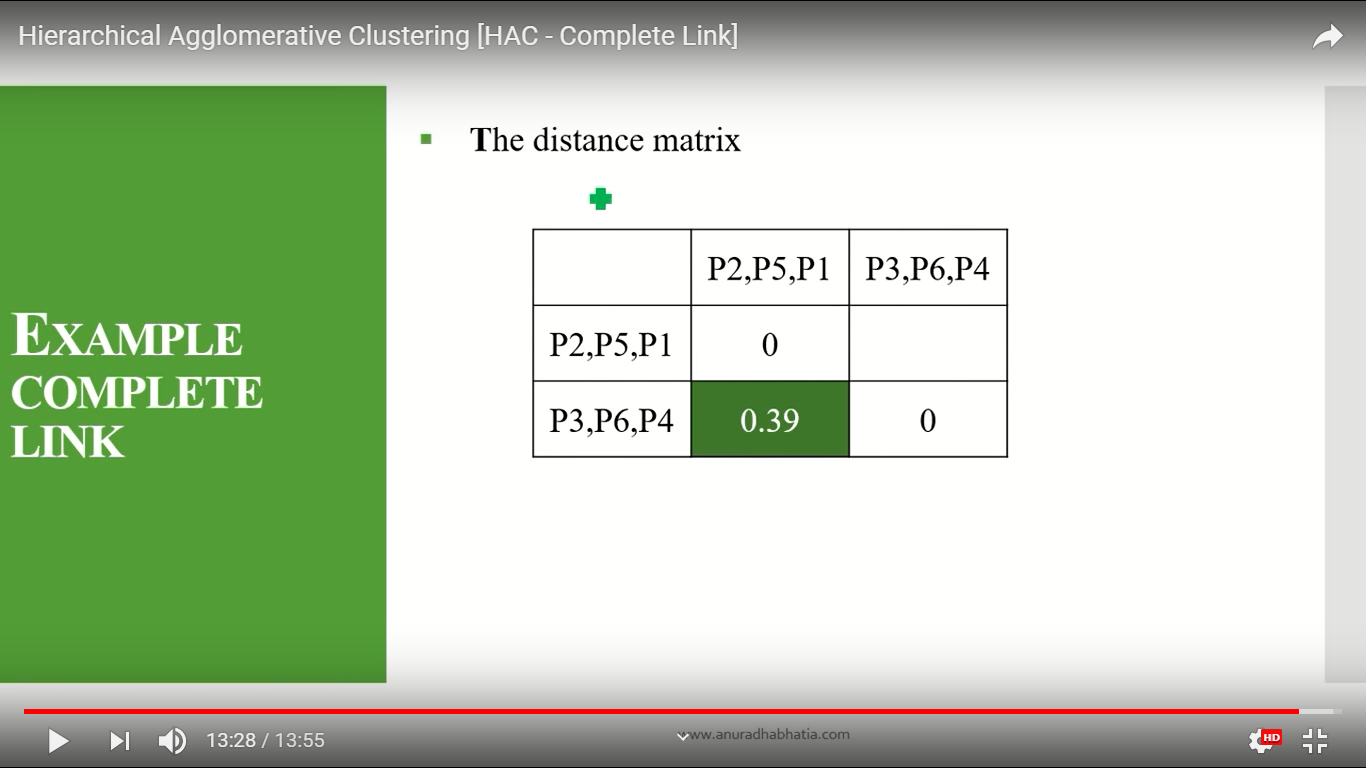 Hierarchical Agglomerative Clustering [HAC - Complete Link]
The distance matrix
EXAMPLE
COMPLETE
LINK
P2,P5,P1 P3,P6,P4
P2,P5,P1 0
P3,P6,P4 0.39 0
13:28 / 13:55
www.anuradhabhatia.com
HD